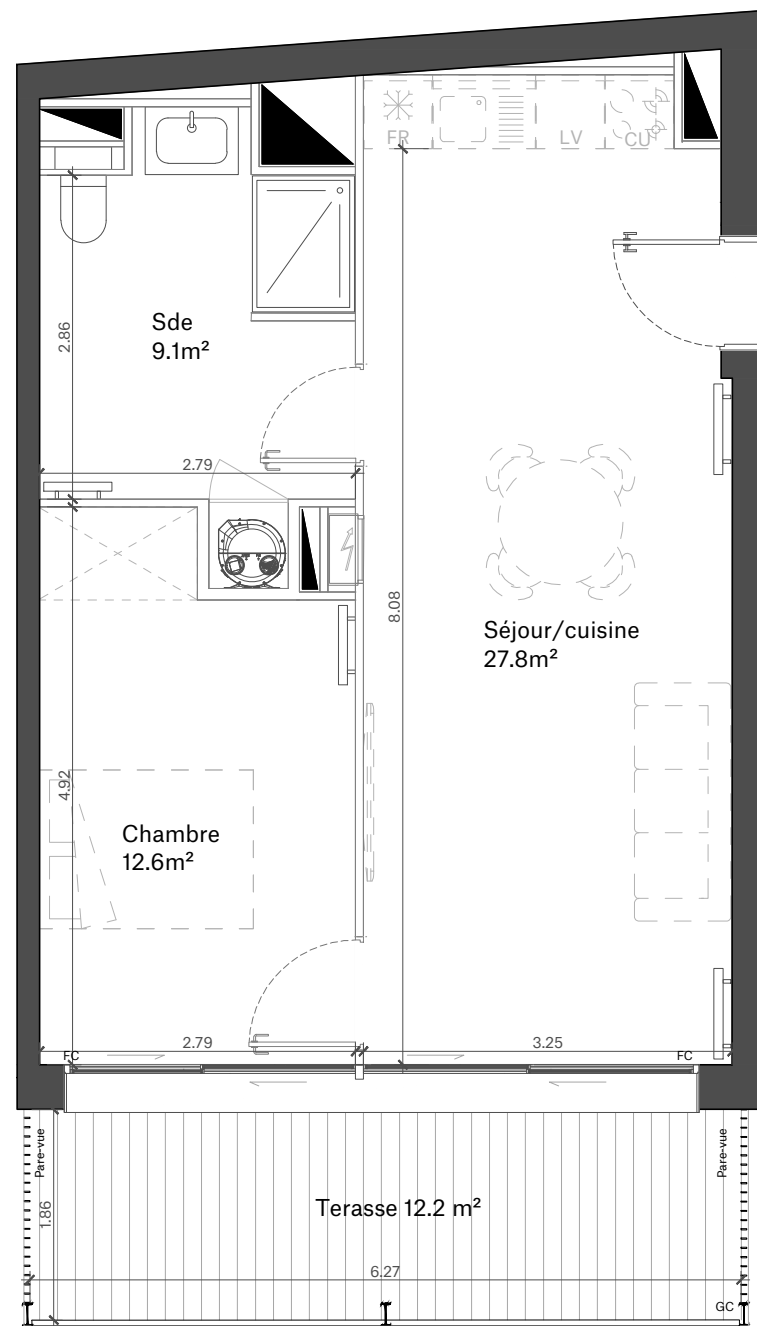 FR
LV
CU
Sde
9.1m²
2.86
2.79
8.08
Séjour/cuisine
27.8m²
4.92
Chambre
12.6m²
2.79
3.25
FC
FC
Pare-vue
Pare-vue
Terasse 12.2 m²
1.86
6.27
GC